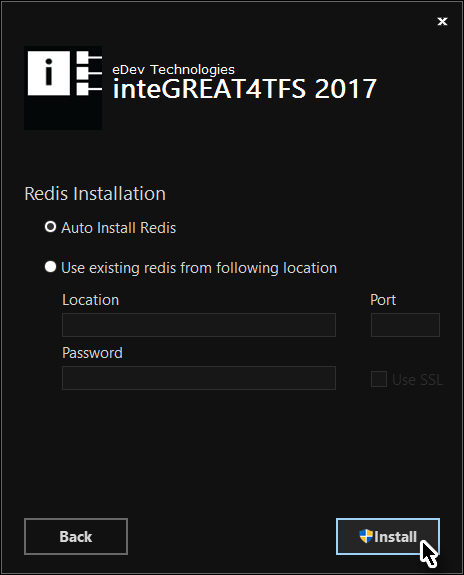 eDev Technologies
inteGREAT4TFS 2017
Redis Installation
Auto Install Redis
Use existing redis from following location
Location Port
Password
Use SSL
Back Install